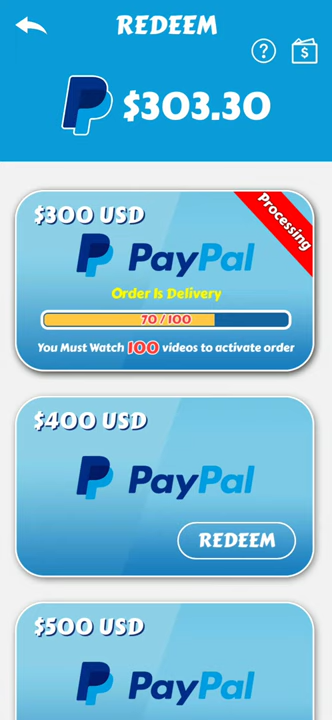 REDEEM
?
$
$303.30
$300 USD
Processing
PayPal
Order Is Delivery
70/100
You Must Watch 100 videos to activate order
$400 USD
PayPal
REDEEM
$500 USD
PayPal